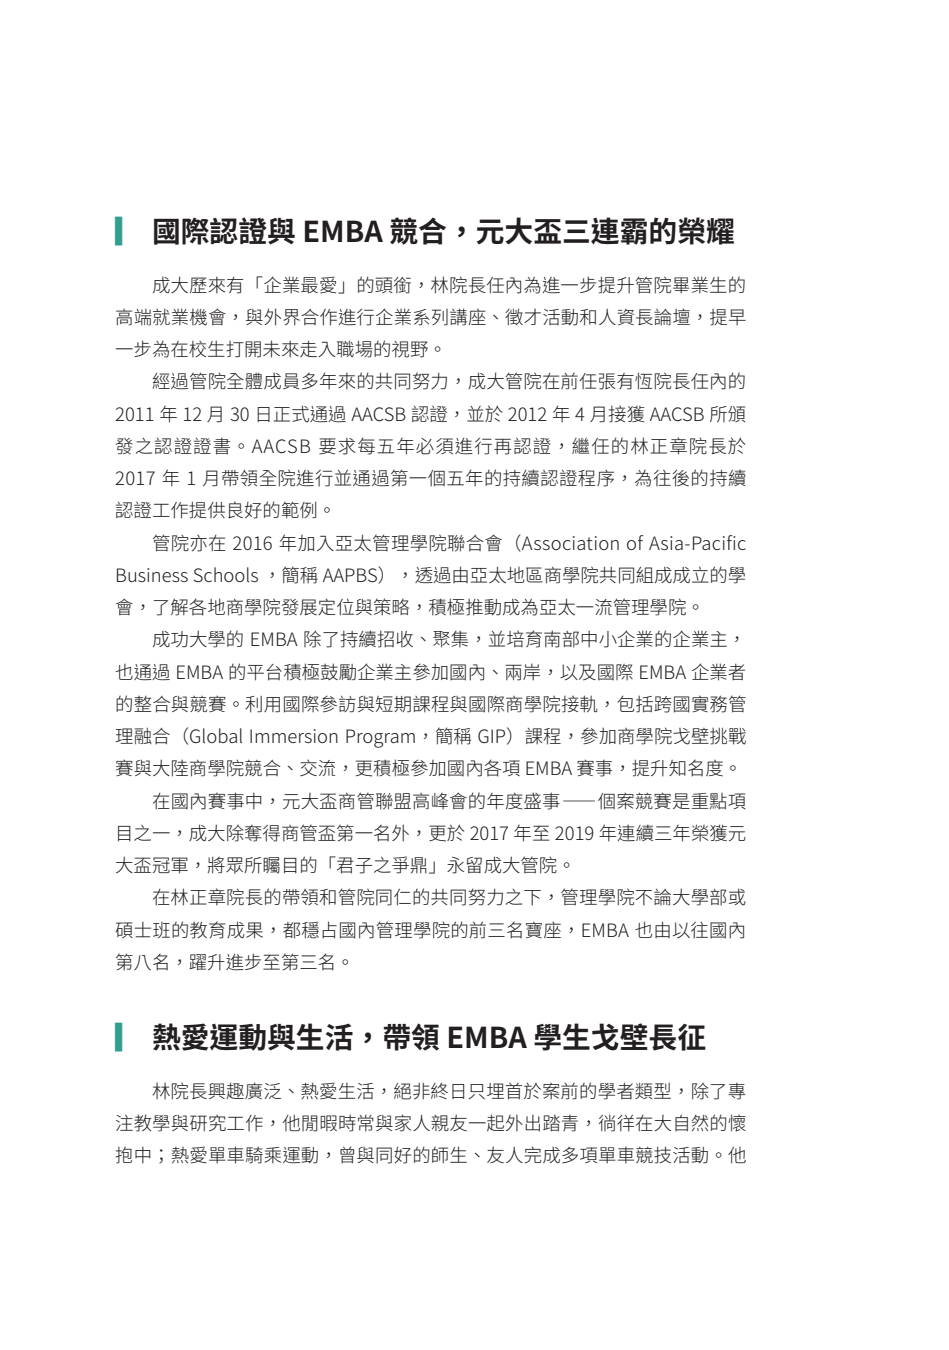 國際認證與 EMBA 競合，元大盃三連霸的榮耀
成大歷來有「企業最愛」的頭銜，林院長任內為進一步提升管院畢業生的
高端就業機會，與外界合作進行企業系列講座、徵才活動和人資長論壇，提早
一步為在校生打開未來走入職場的視野。
經過管院全體成員多年來的共同努力，成大管院在前任張有恆院長任內的
2011 年 12 月 30 日正式通過 AACSB 認證，並於 2012 年 4 月接獲 AACSB 所頒
發之認證證書。AACSB 要求每五年必須進行再認證，繼任的林正章院長於
2017 年 1 月帶領全院進行並通過第一個五年的持續認證程序，為往後的持續
認證工作提供良好的範例。
管院亦在 2016 年加入亞太管理學院聯合會（Association of Asia-Pacific
Business Schools ，簡稱 AAPBS），透過由亞太地區商學院共同組成成立的學
會，了解各地商學院發展定位與策略，積極推動成為亞太一流管理學院。
成功大學的 EMBA 除了持續招收、聚集，並培育南部中小企業的企業主，
也通過 EMBA 的平台積極鼓勵企業主參加國內、兩岸，以及國際 EMBA 企業者
的整合與競賽。利用國際參訪與短期課程與國際商學院接軌，包括跨國實務管
理融合（Global Immersion Program，簡稱 GIP）課程，參加商學院戈壁挑戰
賽與大陸商學院競合、交流，更積極參加國內各項 EMBA 賽事，提升知名度。
在國內賽事中，元大盃商管聯盟高峰會的年度盛事——個案競賽是重點項
目之一，成大除奪得商管盃第一名外，更於 2017 年至 2019 年連續三年榮獲元
大盃冠軍，將眾所矚目的「君子之爭鼎」永留成大管院。
在林正章院長的帶領和管院同仁的共同努力之下，管理學院不論大學部或
碩士班的教育成果，都穩占國內管理學院的前三名寶座，EMBA 也由以往國內
第八名，躍升進步至第三名。
熱愛運動與生活，帶領 EMBA 學生戈壁長征
林院長興趣廣泛、熱愛生活，絕非終日只埋首於案前的學者類型，除了專
注教學與研究工作，他閒暇時常與家人親友一起外出踏青，徜徉在大自然的懷
抱中；熱愛單車騎乘運動，曾與同好的師生、友人完成多項單車競技活動。他